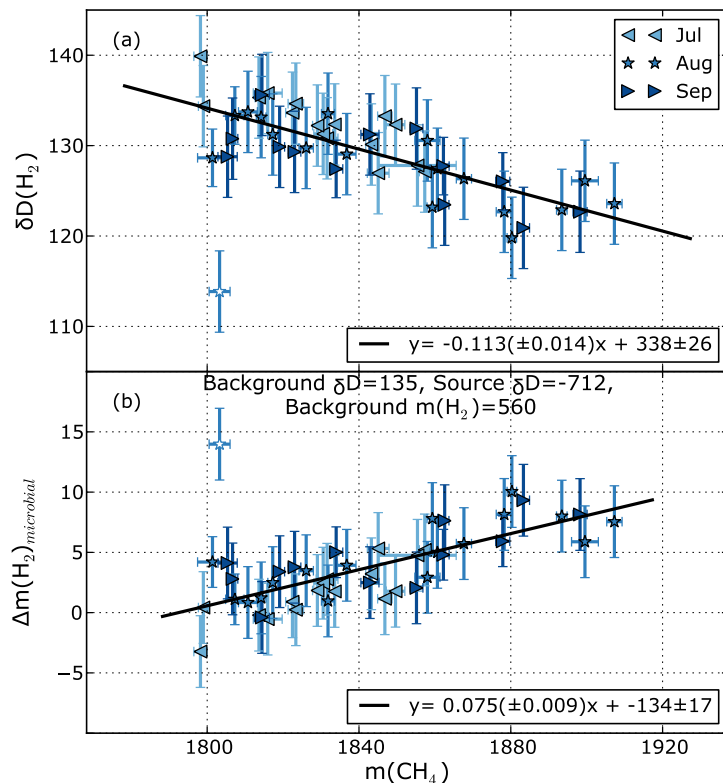 (a)
Jul
Aug
Sep
140
130
120
110
δD(H₂)
y= -0.113(±0.014)x + 338±26
(b)
Background δD=135, Source δD=-712,
Background m(H₂)=560
15
10
5
0
−5
Δm(H₂)microbial
y= 0.075(±0.009)x + -134±17
1800 1840 1880 1920
m(CH₄)